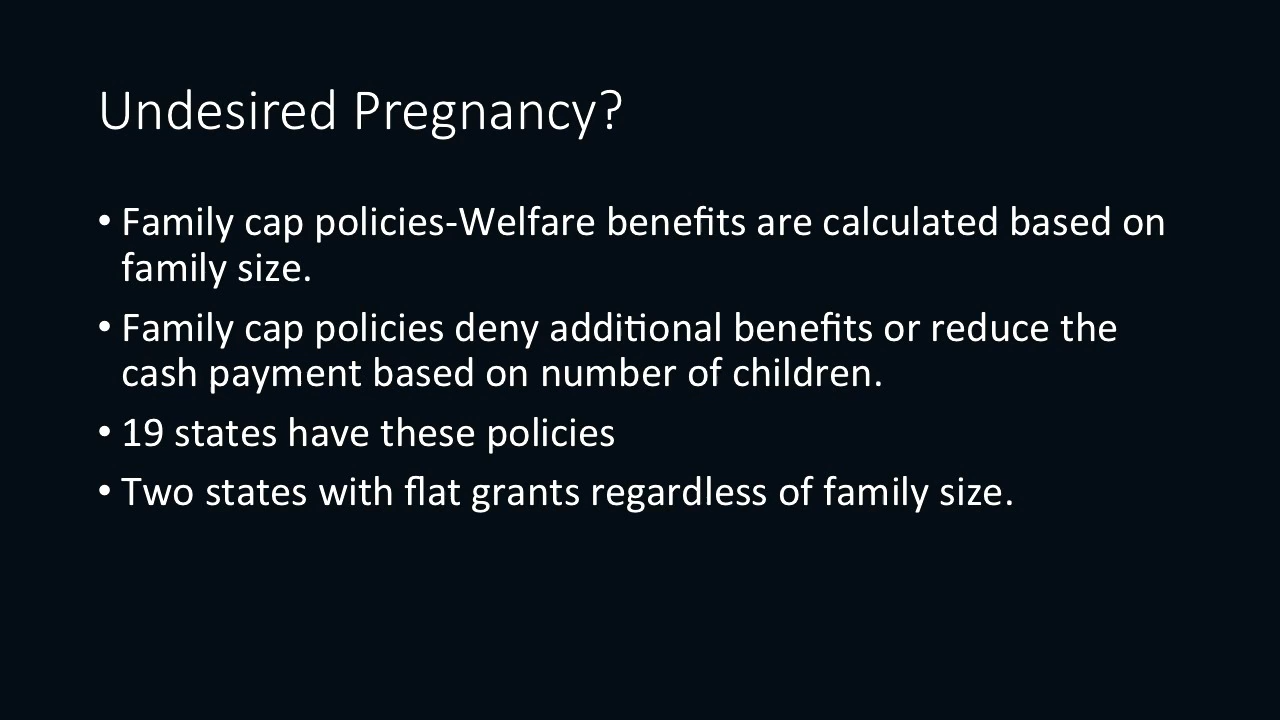 Undesired Pregnancy?
• Family cap policies-Welfare benefits are calculated based on
family size.
• Family cap policies deny additional benefits or reduce the
cash payment based on number of children.
• 19 states have these policies
• Two states with flat grants regardless of family size.